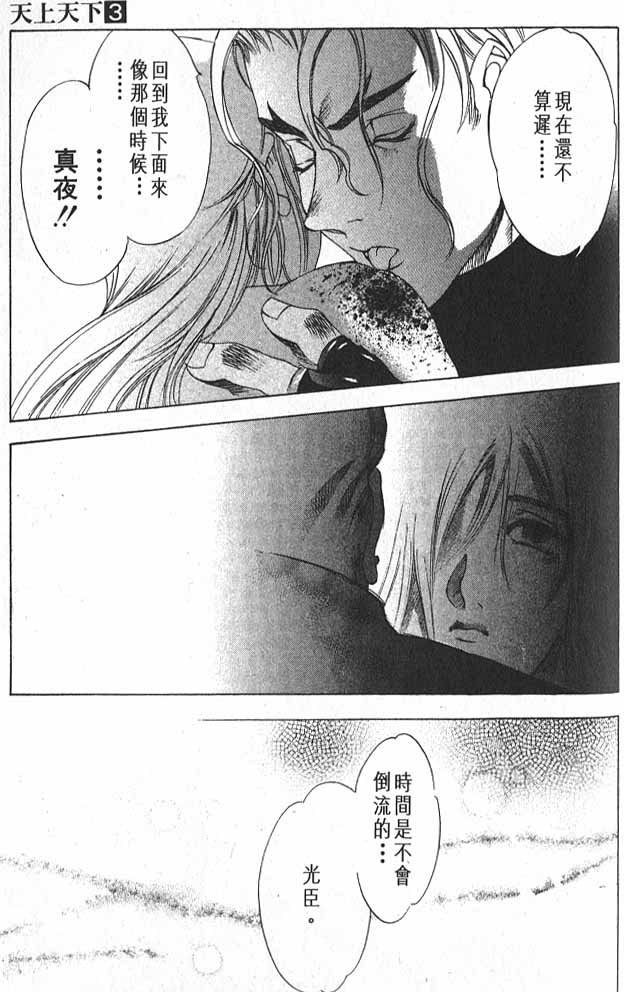 天上天下3
現在還不
算遲⋯⋯
回到我下面來
像那個時候⋯
⋯⋯
⋯⋯
真夜!!
時間是不會
倒流的⋯
光臣。